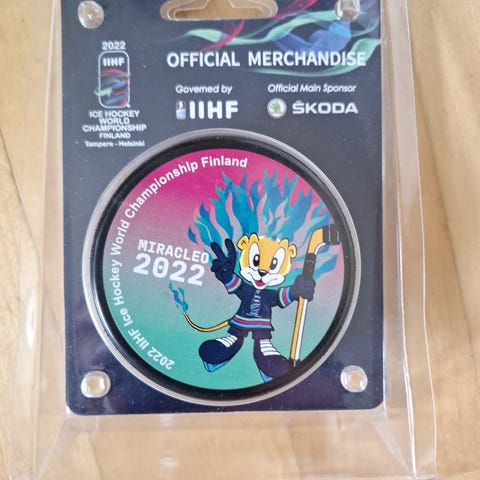 2022
IIHF
ICE HOCKEY
WORLD
CHAMPIONSHIP
FINLAND
Tampere - Helsinki
OFFICIAL MERCHANDISE
Governed by
IIHF
Official Main Sponsor
ŠKODA
2022 IIHF Ice Hockey World Championship Finland
MIRACLEO
2022